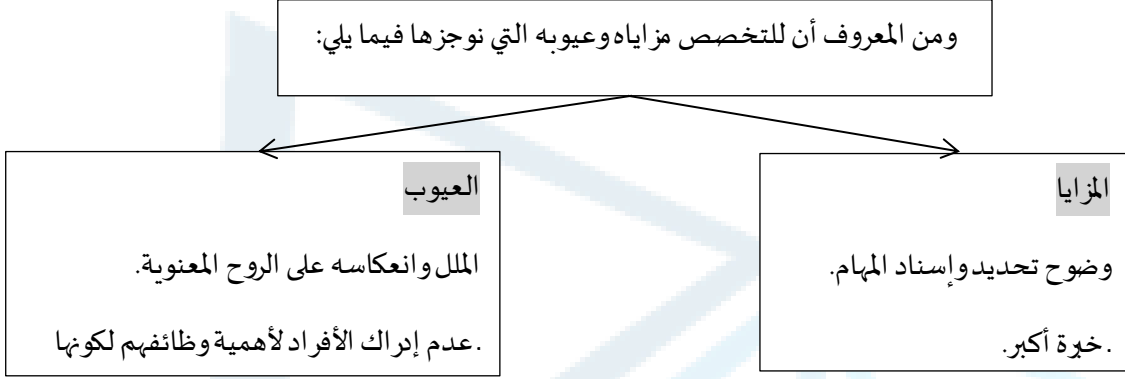 ومن المعروف أن للتخصص مزاياه وعيوبه التي نوجزها فيما يلي:
المزايا
وضوح تحديد وإسناد المهام.
.خبرة أكبر.
العيوب
الملل وانعكاسه على الروح المعنوية.
.عدم إدراك الأفراد لأهمية وظائفهم لكونها